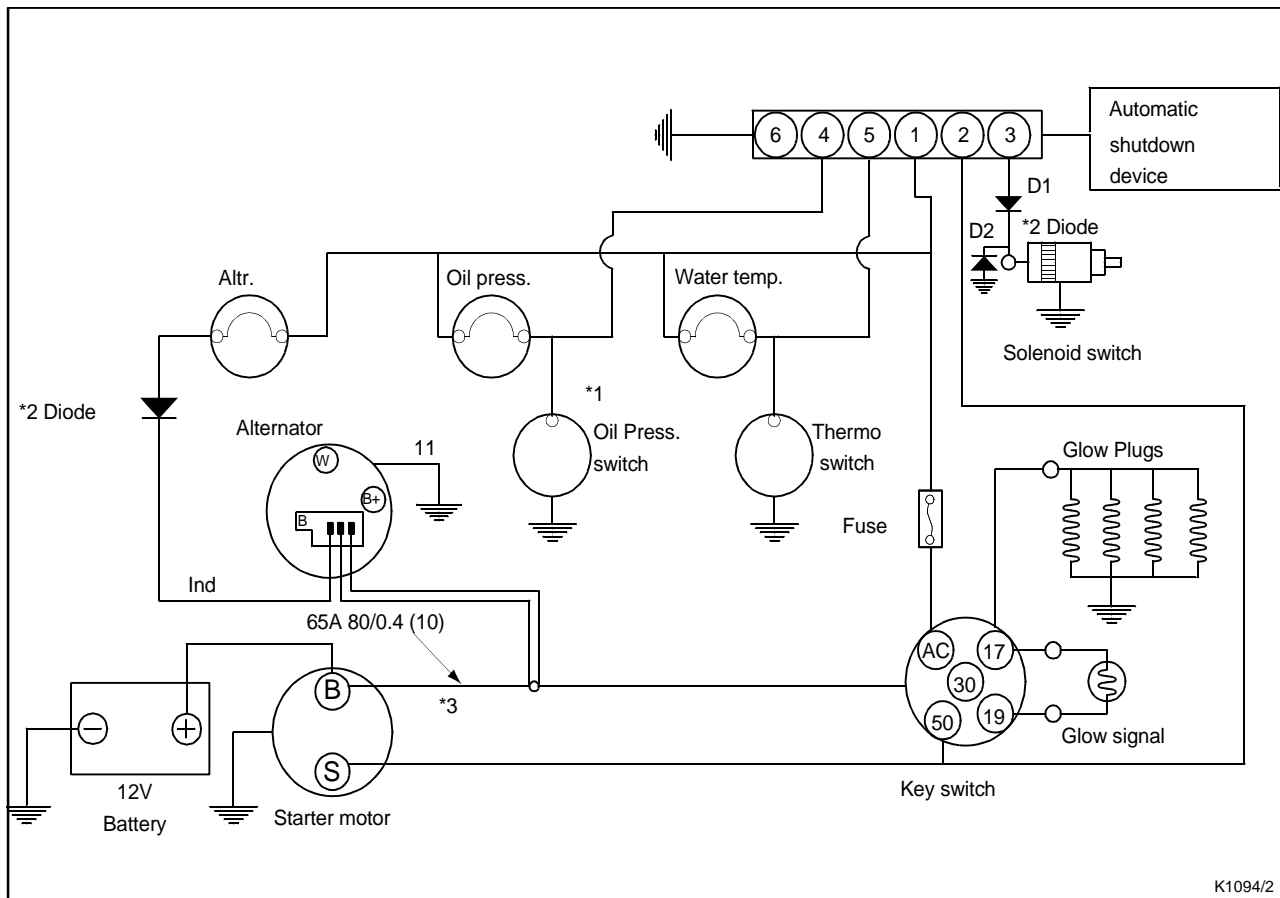 Automatic
shutdown
device
6 4 5 1 2 3
D1
D2
*2 Diode
Altr.
Oil press.
Water temp.
Solenoid switch
*2 Diode
*1
Alternator
11
Oil Press.
switch
Thermo
switch
Glow Plugs
W
B+
B
Fuse
Ind
65A 80/0.4 (10)
AC
17
30
50
19
B
*3
S
Glow signal
Key switch
12V
Battery
Starter motor
K1094/2